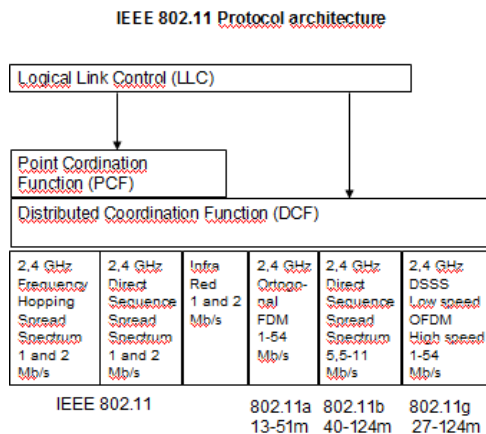 IEEE 802.11 Protocol architecture
Logical Link Control (LLC)
Point Cordination
Function (PCF)
Distributed Coordination Function (DCF)
2,4 GHz
Frequency
Hopping
Spread
Spectrum
1 and 2
Mb/s
2,4 GHz
Direct
Sequence
Spread
Spectrum
1 and 2
Mb/s
Infra
Red
1 and 2
Mb/s
2,4 GHz
Ortogo-
nal
FDM
1-54
Mb/s
2,4 GHz
Direct
Sequence
Spread
Spectrum
5,5-11
Mb/s
2,4 GHz
DSSS
Low speed
OFDM
High speed
1-54
Mb/s
IEEE 802.11
802.11a
13-51m
802.11b
40-124m
802.11g
27-124m